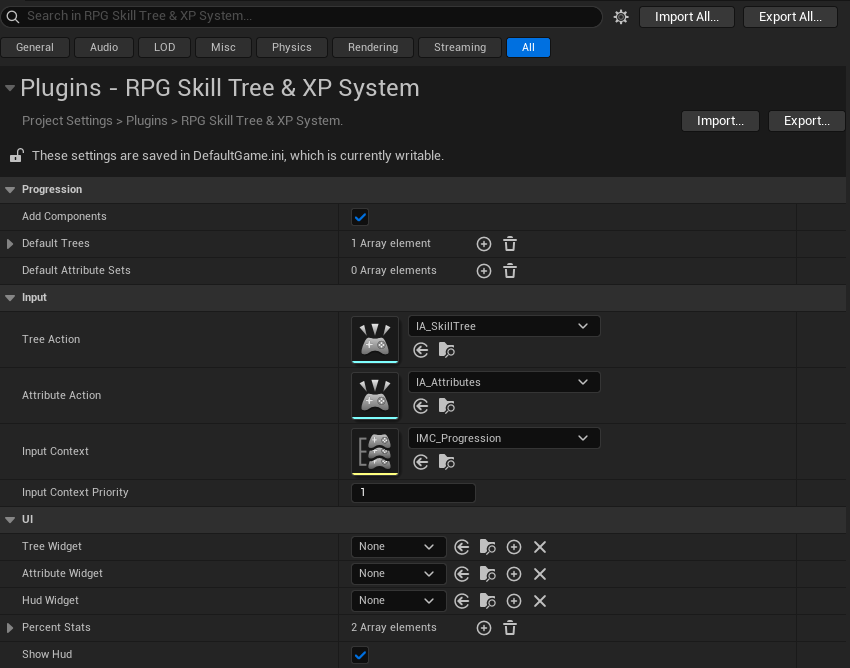 Search in RPG Skill Tree & XP System...
Import All...
Export All...
General
Audio
LOD
Misc
Physics
Rendering
Streaming
All
Plugins - RPG Skill Tree & XP System
Project Settings > Plugins > RPG Skill Tree & XP System.
Import...
Export...
These settings are saved in DefaultGame.ini, which is currently writable.
Progression
Add Components
Default Trees
1 Array element
Default Attribute Sets
0 Array elements
Input
Tree Action
IA_SkillTree
Attribute Action
IA_Attributes
Input Context
IMC_Progression
Input Context Priority
1
UI
Tree Widget
None
Attribute Widget
None
Hud Widget
None
Percent Stats
2 Array elements
Show Hud